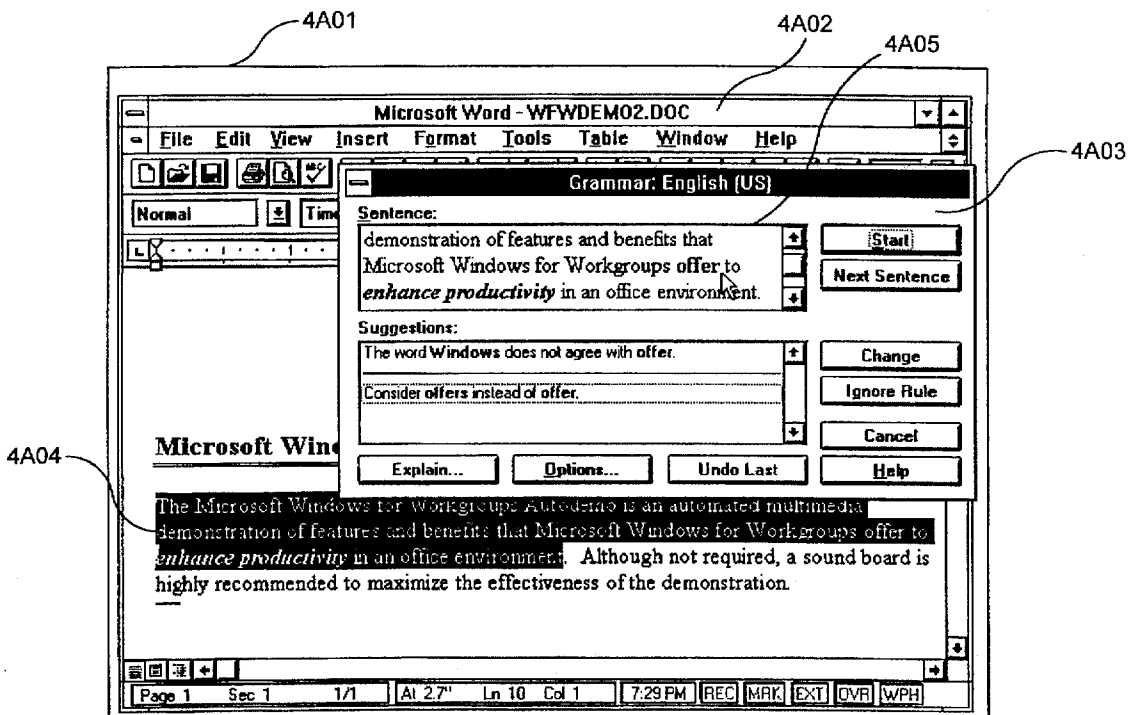 4A01
4A02
4A05
4A03
4A04
Microsoft Word - WFWDEMO2.DOC
File Edit View Insert Format Tools Table Window Help
Normal
Grammar: English (US)
Sentence:
demonstration of features and benefits that
Microsoft Windows for Workgroups offer to
enhance productivity in an office environment.
Start
Next Sentence
Suggestions:
The word Windows does not agree with offer.
Consider offers instead of offer.
Change
Ignore Rule
Cancel
Explain... Options... Undo Last Help
Microsoft
The Microsoft Windows for Workgroups Autodemo is an automated multimedia
demonstration of features and benefits that Microsoft Windows for Workgroups offer to
enhance productivity in an office environment. Although not required, a sound board is
highly recommended to maximize the effectiveness of the demonstration.
Page 1 Sec 1 1/1 At 2.7" Ln 10 Col 1 7:29 PM REC MRK EXT OVR WPH